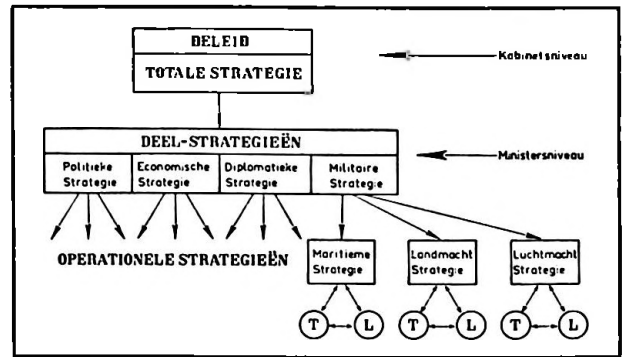 DELEID
TOTALE STRATEGIE
Kabinetsniveau
DEEL-STRATEGIEËN
Politieke Strategie
Economische Strategie
Diplomatieke Strategie
Militaire Strategie
Ministersniveau
OPERATIONELE STRATEGIEËN
Maritieme Strategie
Landmacht Strategie
Luchtmacht Strategie
T L T L T L